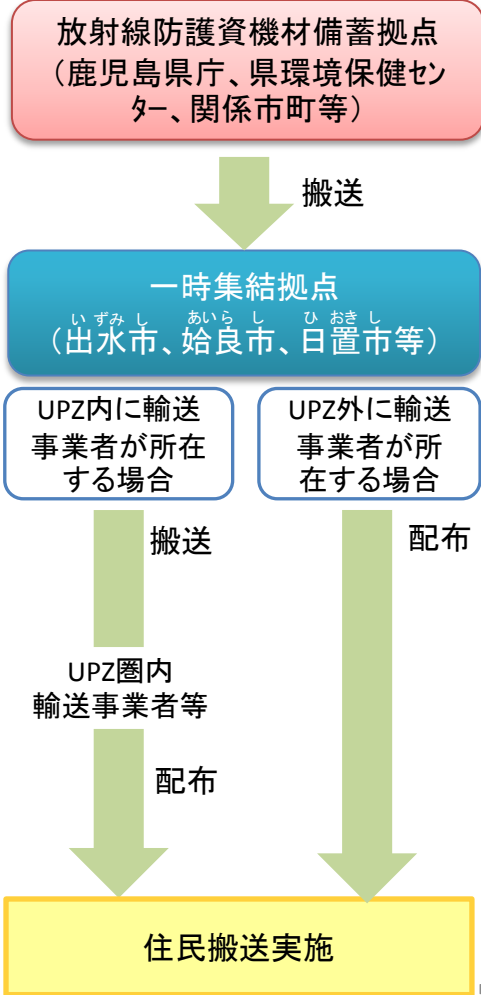 放射線防護資機材備蓄拠点
（鹿児島県庁、県環境保健セン
ター、関係市町等）
搬送
一時集結拠点
いずみし あいらし ひおきし
（出水市、姶良市、日置市等）
UPZ内に輸送
事業者が所在
する場合
UPZ外に輸送
事業者が所
在する場合
搬送
配布
UPZ圏内
輸送事業者等
配布
住民搬送実施